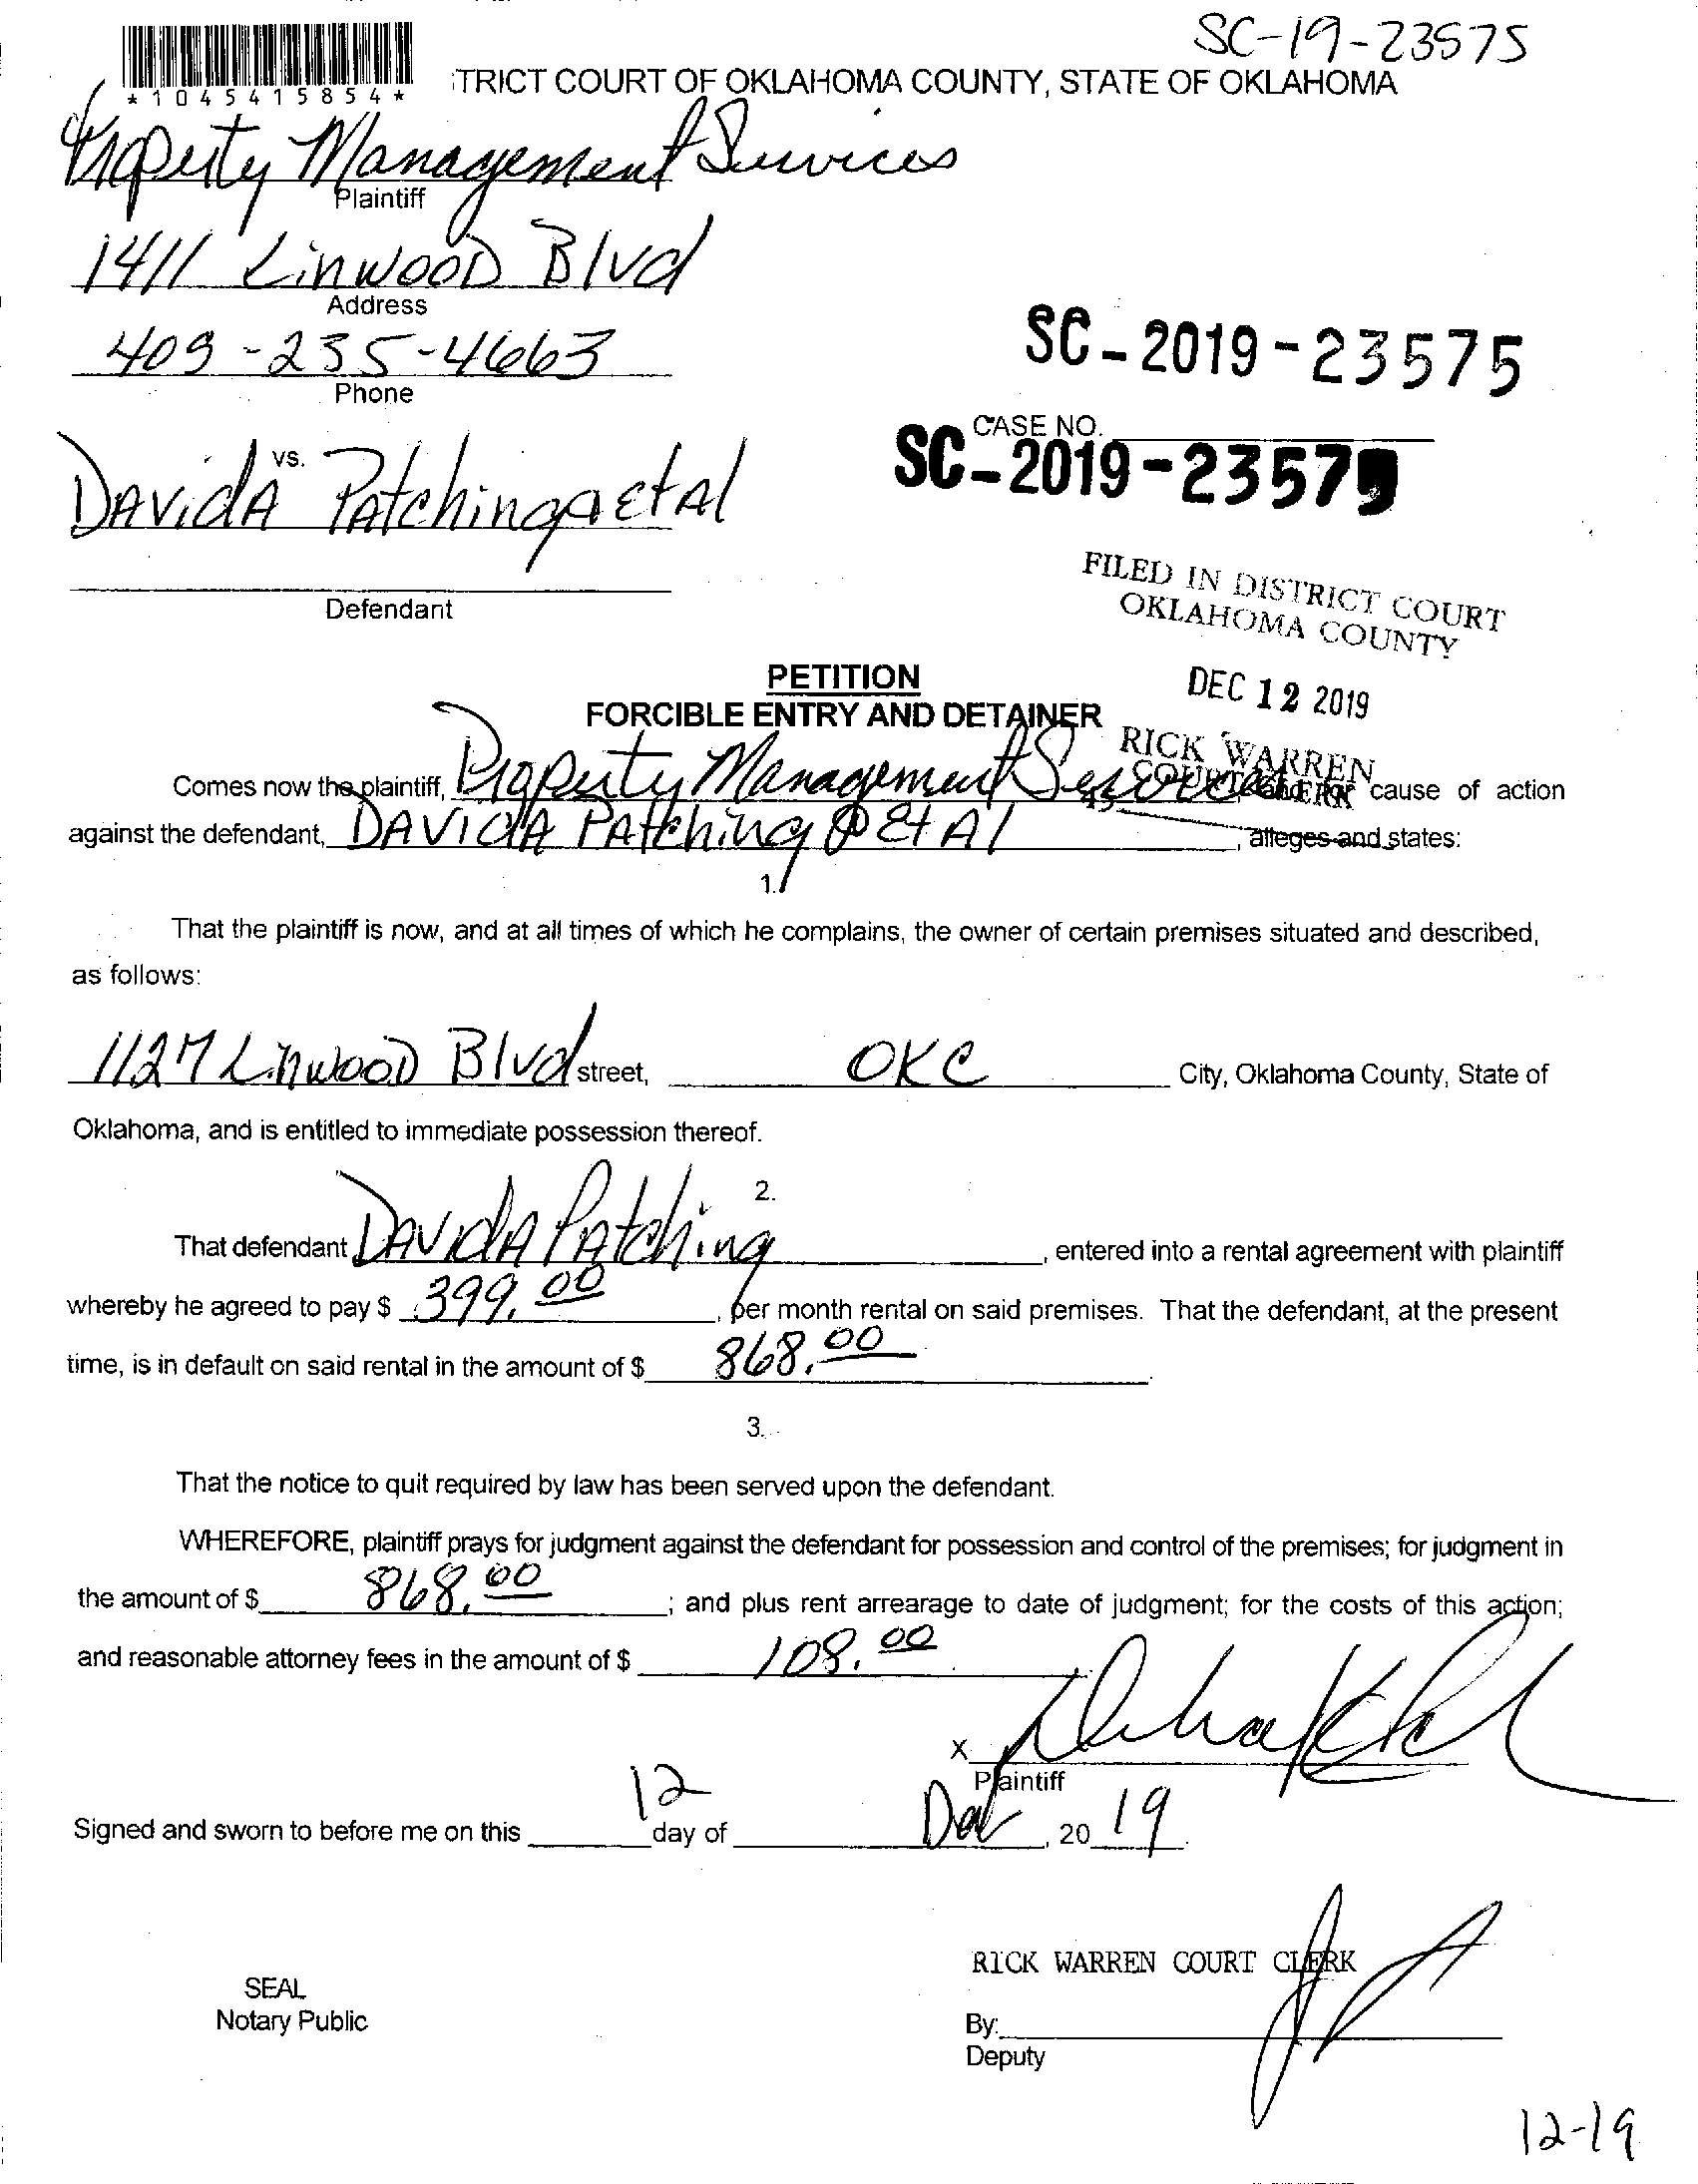 SC-19-23575
*1045415854*
TRICT COURT OF OKLAHOMA COUNTY, STATE OF OKLAHOMA
Property Management Services
Plaintiff
1411 Linwood Blvd
Address
409-235-4663
Phone
SC-2019-23575
CASE NO.
SC-2019-2357
vs.
DAvidA Patching et Al
Defendant
FILED IN DISTRICT COURT
OKLAHOMA COUNTY
PETITION
DEC 12 2019
FORCIBLE ENTRY AND DETAINER
RICK WARREN
COURT CLERK
45
Comes now the plaintiff, Property Management Services and for cause of action
against the defendant, DAVIdA PAtching et Al, alleges and states:
1.
That the plaintiff is now, and at all times of which he complains, the owner of certain premises situated and described,
as follows:
1127 Linwood Blvd street, OKC City, Oklahoma County, State of
Oklahoma, and is entitled to immediate possession thereof.
2.
That defendant DAVIdA PAtching, entered into a rental agreement with plaintiff
whereby he agreed to pay $ 399.00, per month rental on said premises. That the defendant, at the present
time, is in default on said rental in the amount of $ 868.00.
3.
That the notice to quit required by law has been served upon the defendant.
WHEREFORE, plaintiff prays for judgment against the defendant for possession and control of the premises; for judgment in
the amount of $ 868.00; and plus rent arrearage to date of judgment; for the costs of this action;
and reasonable attorney fees in the amount of $ 108.00
X
Plaintiff
Signed and sworn to before me on this 12 day of Dec, 20 19.
RICK WARREN COURT CLERK
SEAL
Notary Public
By:
Deputy
12-19